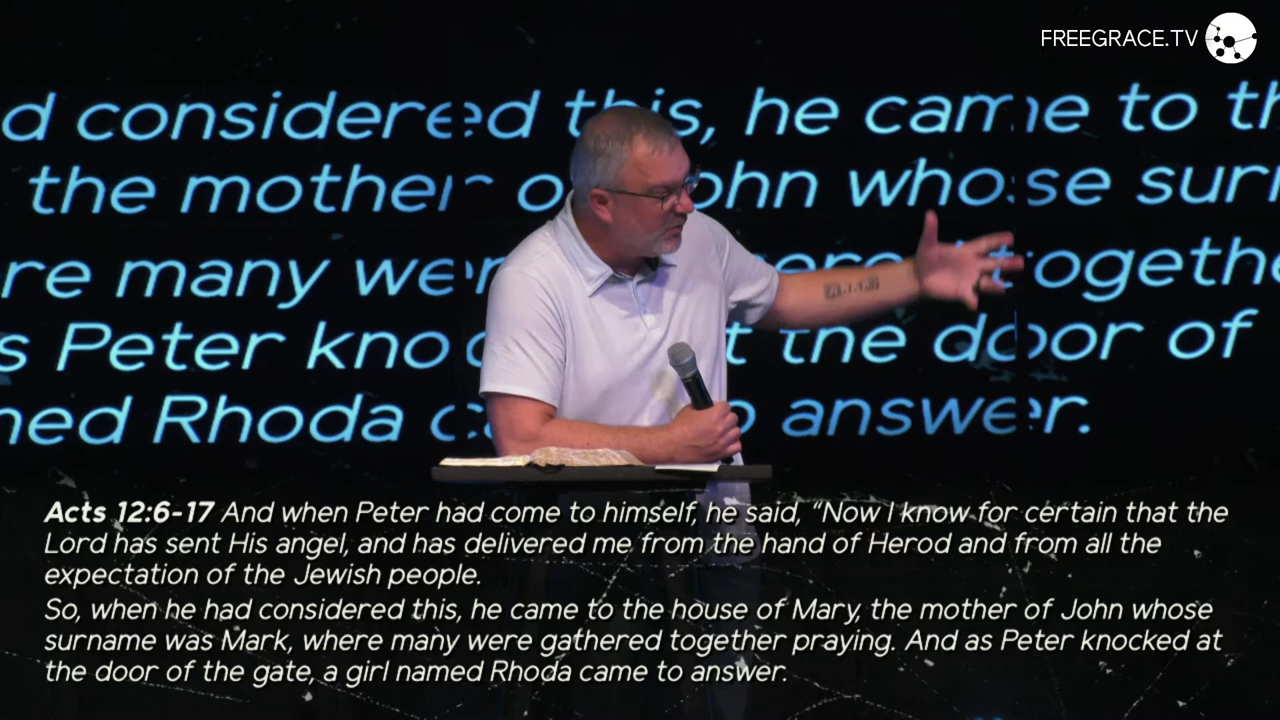 FREEGRACE.TV
d considered this, he came to th
the mother o John whose sur
re many wer were together
s Peter knoc t the door of
ned Rhoda c o answer.
Acts 12:6-17 And when Peter had come to himself, he said, “Now I know for certain that the
Lord has sent His angel, and has delivered me from the hand of Herod and from all the
expectation of the Jewish people.
So, when he had considered this, he came to the house of Mary, the mother of John whose
surname was Mark, where many were gathered together praying. And as Peter knocked at
the door of the gate, a girl named Rhoda came to answer.